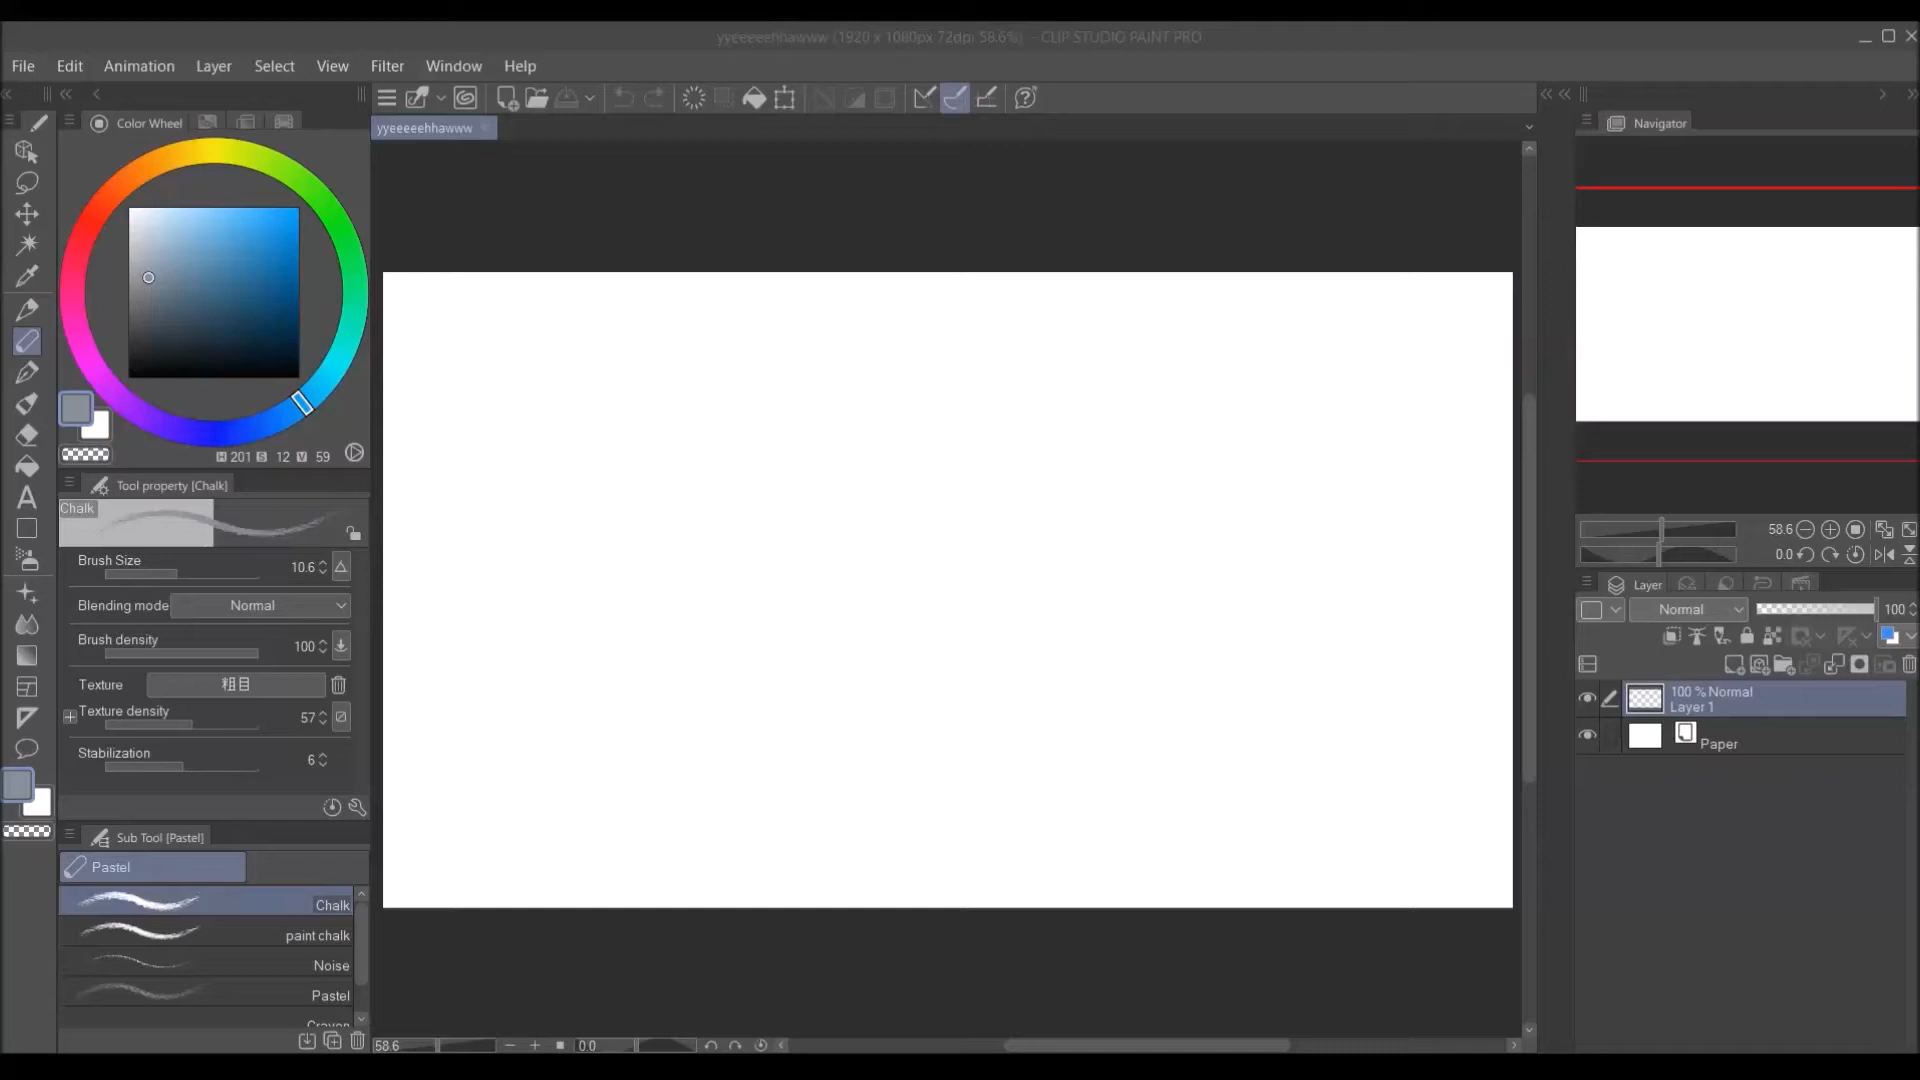 yyeeeeehhawww (1920 x 1080px 72dpi 58.6%) - CLIP STUDIO PAINT PRO
File Edit Animation Layer Select View Filter Window Help
Color Wheel
yyeeeeehhawww
Navigator
H 201 S 12 V 59
Tool property [Chalk]
Chalk
Brush Size 10.6
Blending mode Normal
Brush density 100
Texture 粗目
Texture density 57
Stabilization 6
Sub Tool [Pastel]
Pastel
Chalk
paint chalk
Noise
Pastel
Crayon
58.6 0.0
58.6
0.0
Layer
Normal 100
100 % Normal
Layer 1
Paper